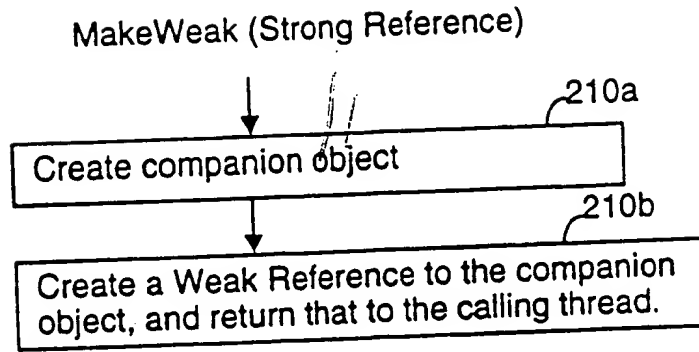 MakeWeak (Strong Reference)
210a
Create companion object
210b
Create a Weak Reference to the companion
object, and return that to the calling thread.